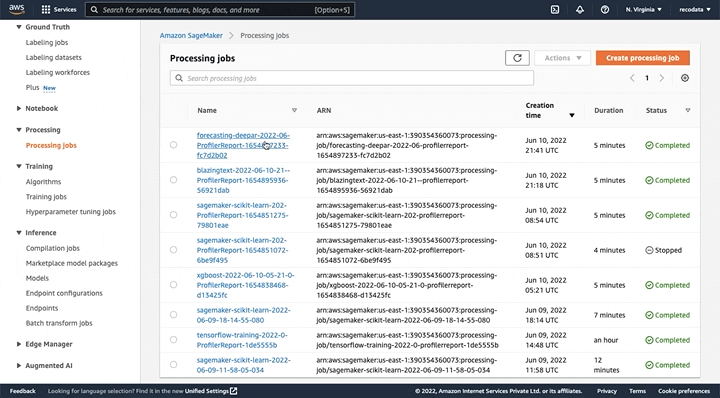 aws Services Search for services, features, blogs, docs, and more [Option+S] N. Virginia recodata
Ground Truth
Labeling jobs
Labeling datasets
Labeling workforces
Plus New
Notebook
Processing
Processing jobs
Training
Algorithms
Training jobs
Hyperparameter tuning jobs
Inference
Compilation jobs
Marketplace model packages
Models
Endpoint configurations
Endpoints
Batch transform jobs
Edge Manager
Augmented AI
Amazon SageMaker > Processing jobs
Processing jobs Actions Create processing job
Search processing jobs 1
Name ARN Creation time Duration Status
forecasting-deepar-2022-06- arn:aws:sagemaker:us-east-1:390354360073:processing- Jun 10, 2022 5 minutes Completed
ProfilerReport-1654897233- job/forecasting-deepar-2022-06-profilerreport- 21:41 UTC
fc7d2b02 1654897233-fc7d2b02
blazingtext-2022-06-10-21-- arn:aws:sagemaker:us-east-1:390354360073:processing- Jun 10, 2022 5 minutes Completed
ProfilerReport-1654895936- job/blazingtext-2022-06-10-21--profilerreport- 21:18 UTC
56921dab 1654895936-56921dab
sagemaker-scikit-learn-202- arn:aws:sagemaker:us-east-1:390354360073:processing- Jun 10, 2022 5 minutes Completed
ProfilerReport-1654851275- job/sagemaker-scikit-learn-202-profilerreport- 08:54 UTC
79801eae 1654851275-79801eae
sagemaker-scikit-learn-202- arn:aws:sagemaker:us-east-1:390354360073:processing- Jun 10, 2022 4 minutes Stopped
ProfilerReport-1654851072- job/sagemaker-scikit-learn-202-profilerreport- 08:51 UTC
6be9f495 1654851072-6be9f495
xgboost-2022-06-10-05-21-0- arn:aws:sagemaker:us-east-1:390354360073:processing- Jun 10, 2022 5 minutes Completed
ProfilerReport-1654838468- job/xgboost-2022-06-10-05-21-0-profilerreport- 05:21 UTC
d13425fc 1654838468-d13425fc
sagemaker-scikit-learn-2022- arn:aws:sagemaker:us-east-1:390354360073:processing- Jun 09, 2022 7 minutes Completed
06-09-18-14-55-080 job/sagemaker-scikit-learn-2022-06-09-18-14-55-080 18:14 UTC
tensorflow-training-2022-0- arn:aws:sagemaker:us-east-1:390354360073:processing- Jun 09, 2022 an hour Completed
ProfilerReport-1de5555b job/tensorflow-training-2022-0-profilerreport-1de5555b 14:48 UTC
sagemaker-scikit-learn-2022- arn:aws:sagemaker:us-east-1:390354360073:processing- Jun 09, 2022 12 Completed
06-09-11-58-05-034 job/sagemaker-scikit-learn-2022-06-09-11-58-05-034 11:58 UTC minutes
Feedback Looking for language selection? Find it in the new Unified Settings © 2022, Amazon Internet Services Private Ltd. or its affiliates. Privacy Terms Cookie preferences